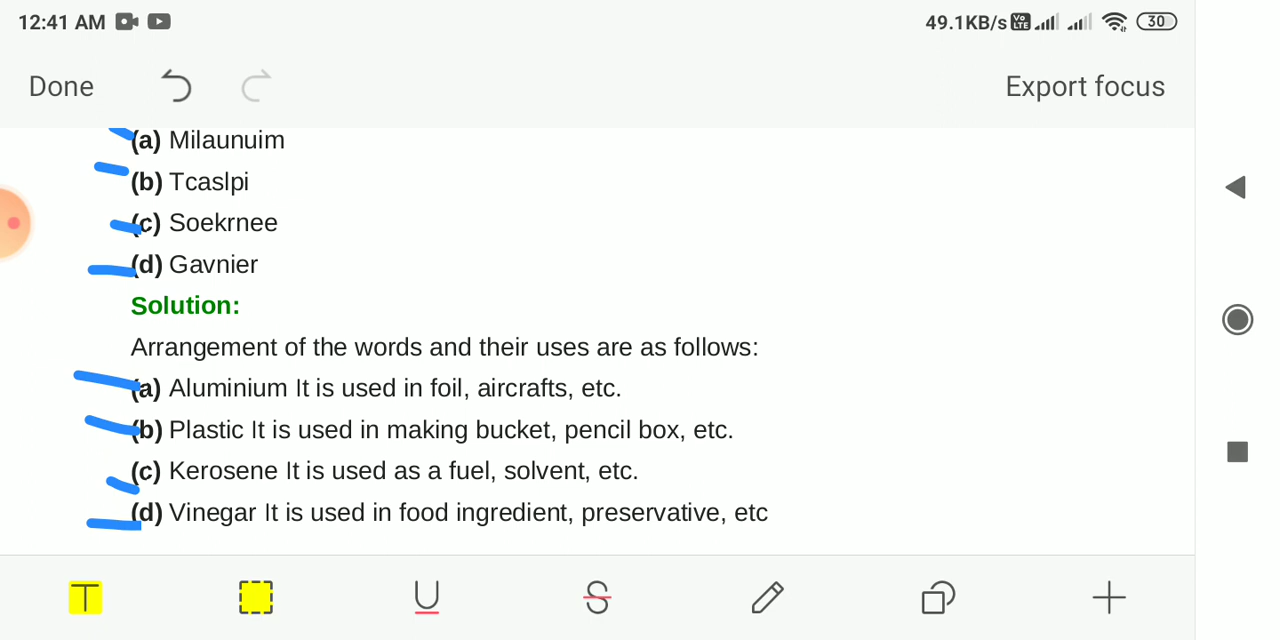 12:41 AM 49.1KB/s Vo LTE 30
Done Export focus
(a) Milaunuim
(b) Tcaslpi
(c) Soekrnee
(d) Gavnier
Solution:
Arrangement of the words and their uses are as follows:
(a) Aluminium It is used in foil, aircrafts, etc.
(b) Plastic It is used in making bucket, pencil box, etc.
(c) Kerosene It is used as a fuel, solvent, etc.
(d) Vinegar It is used in food ingredient, preservative, etc
T U S